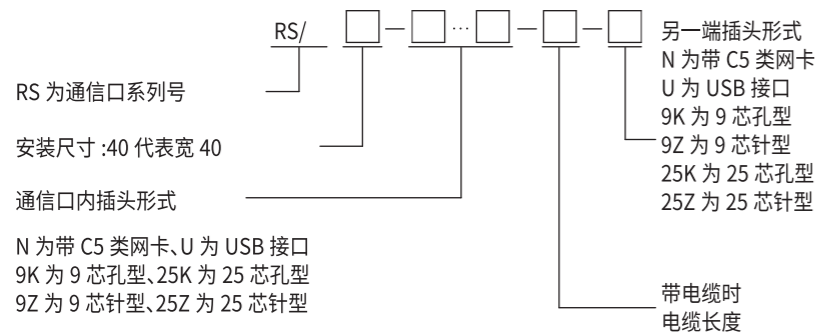 RS/ □－□…□－□－□
RS 为通信口系列号
安装尺寸 :40 代表宽 40
通信口内插头形式
N 为带 C5 类网卡、U 为 USB 接口
9K 为 9 芯孔型、25K 为 25 芯孔型
9Z 为 9 芯针型、25Z 为 25 芯针型
另一端插头形式
N 为带 C5 类网卡
U 为 USB 接口
9K 为 9 芯孔型
9Z 为 9 芯针型
25K 为 25 芯孔型
25Z 为 25 芯针型
带电缆时
电缆长度